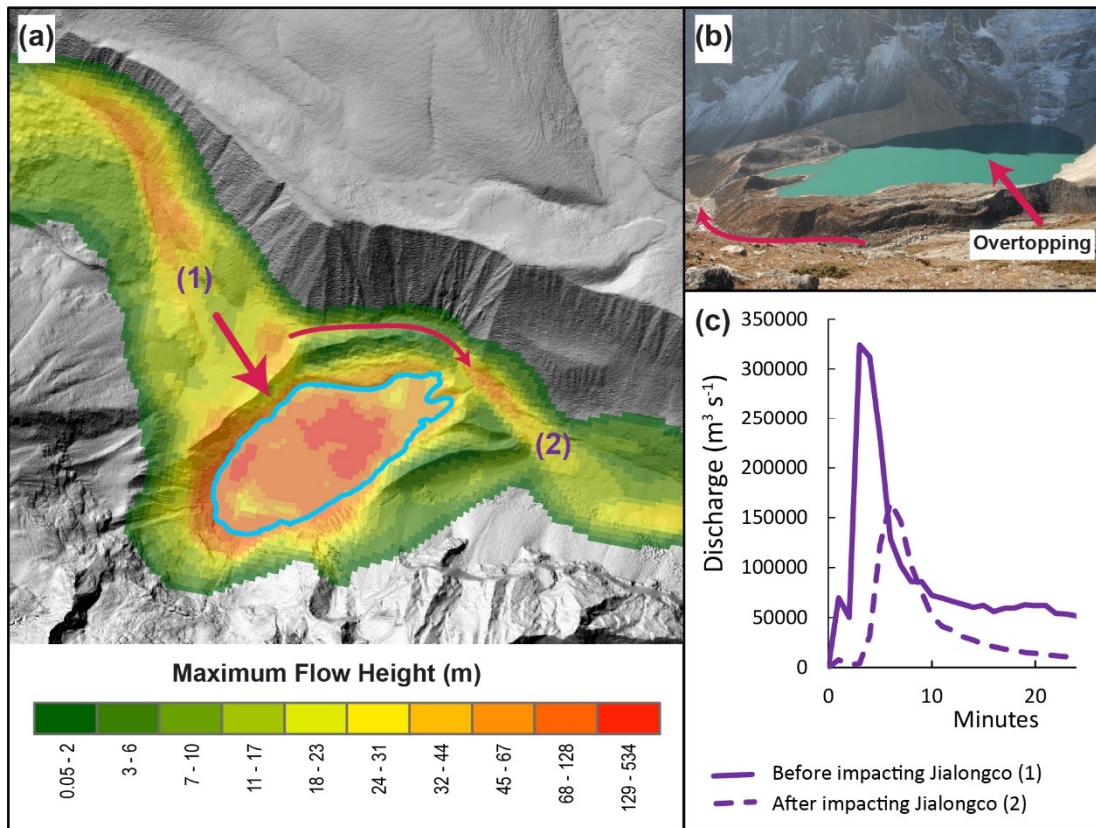 (a)
(1)
(2)
Maximum Flow Height (m)
0.05 - 2
3 - 6
7 - 10
11 - 17
18 - 23
24 - 31
32 - 44
45 - 67
68 - 128
129 - 534
(b)
Overtopping
(c)
350000
300000
250000
200000
150000
100000
50000
0
Discharge (m³ s⁻¹)
0
10
20
Minutes
Before impacting Jialongco (1)
After impacting Jialongco (2)